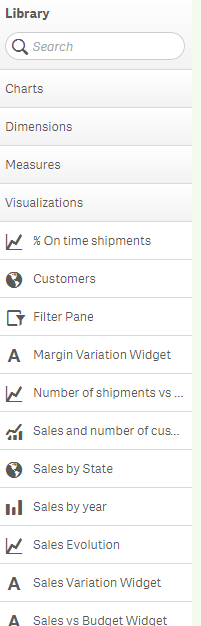 Library
Search
Charts
Dimensions
Measures
Visualizations
% On time shipments
Customers
Filter Pane
A Margin Variation Widget
Number of shipments vs ...
Sales and number of cus...
Sales by State
Sales by year
Sales Evolution
A Sales Variation Widget
A Sales vs Budget Widget